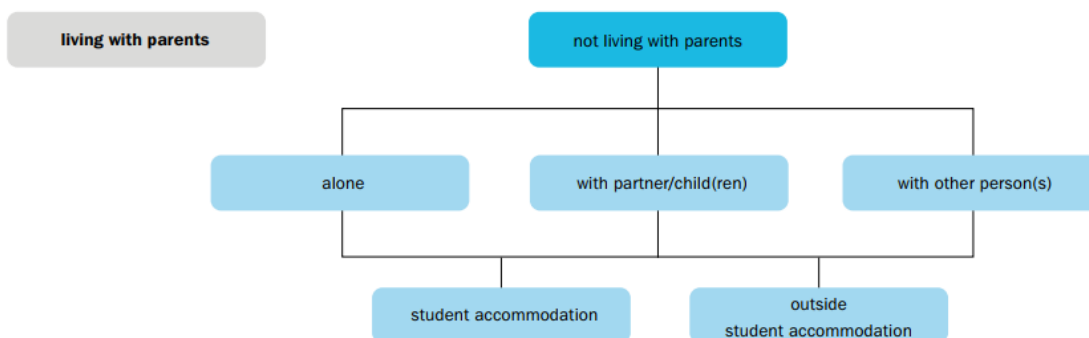 living with parents
not living with parents
alone
with partner/child(ren)
with other person(s)
student accommodation
outside
student accommodation